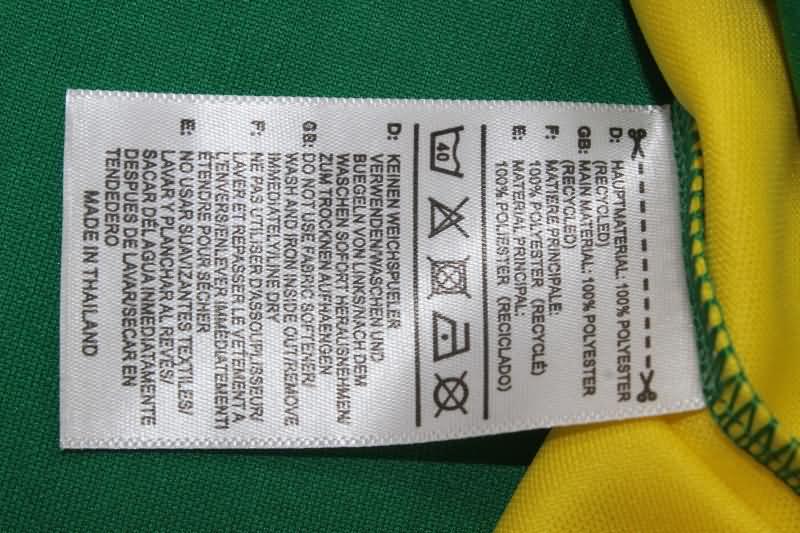 D: HAUPTMATERIAL: 100% POLYESTER
(RECYCLED)
GB: MAIN MATERIAL: 100% POLYESTER
(RECYCLED)
F: MATIERE PRINCIPALE:
100% POLYESTER (RECYCLÉ)
E: MATERIAL PRINCIPAL:
100% POLYESTER (RECICLADO)
40
D: KEINEN WEICHSPUELER
VERWENDEN/WASCHEN UND
BUEGELN VON LINKS/NACH DEM
WASCHEN SOFORT HERAUSNEHMEN/
ZUM TROCKNEN AUFHAENGEN
GB: DO NOT USE FABRIC SOFTENER/
WASH AND IRON INSIDE OUT/REMOVE
IMMEDIATELY/LINE DRY
F: NE PAS UTILISER D'ASSOUPLISSEUR/
LAVER ET REPASSER LE VETEMENT A
L'ENVERS/ENLEVER IMMÉDIATEMENT/
ÉTENDRE POUR SÉCHER
E: NO USAR SUAVIZANTES TEXTILES/
LAVAR Y PLANCHAR AL REVÉS/
SACAR DEL AGUA INMEDIATAMENTE
DESPUES DE LAVAR/SECAR EN
TENDEDERO
MADE IN THAILAND